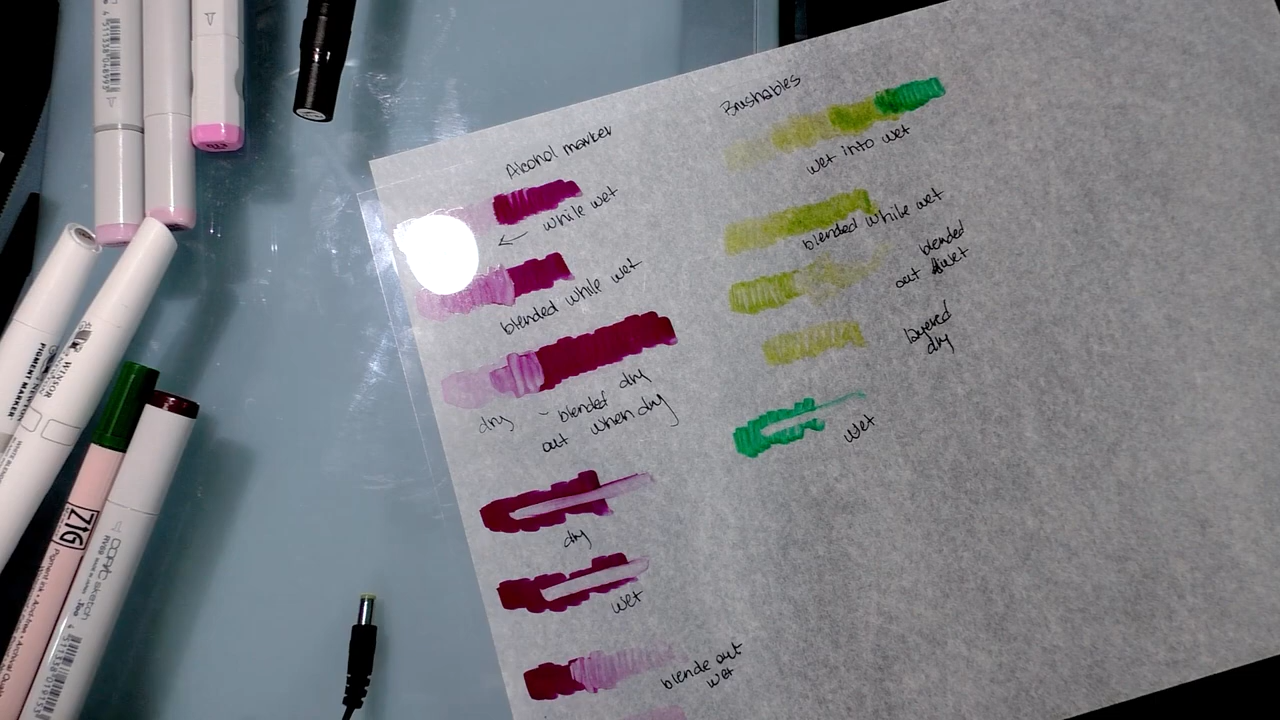 Alcohol marker
while wet
blended while wet
dry - blended dry
out when dry
dry
wet
blende out
wet
Brushables
wet into wet
blended while wet
blended
out wet
layered
dry
wet
PIGMENT MARKER
WINSOR
ZIG
COPIC sketch